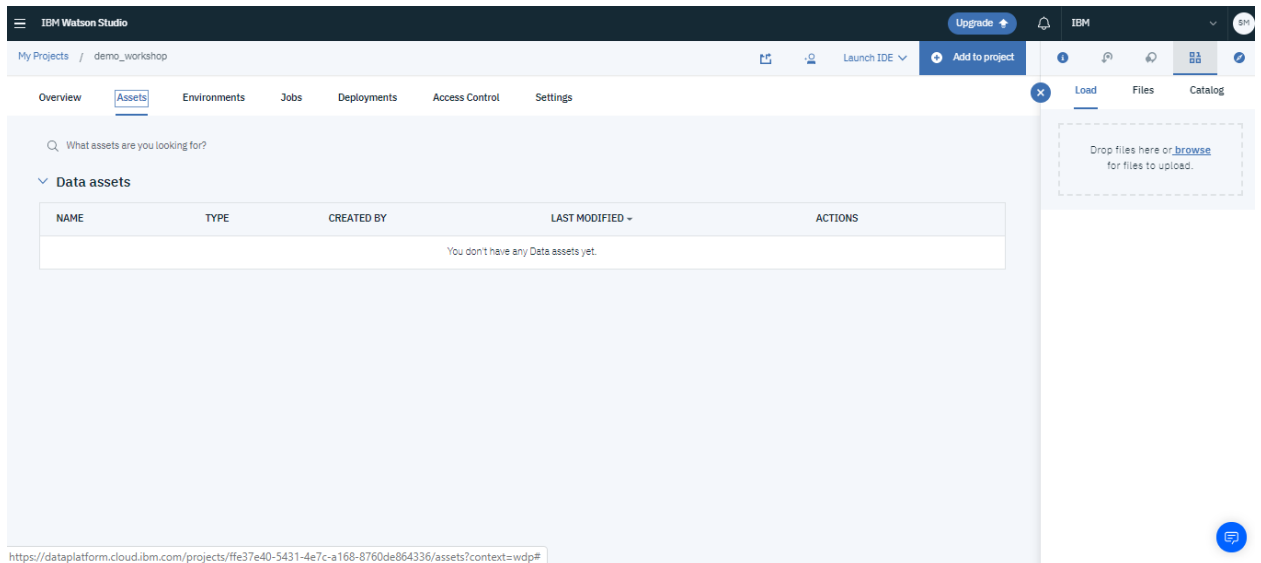 IBM Watson Studio
Upgrade
IBM
SM
My Projects / demo_workshop
Launch IDE
Add to project
Overview Assets Environments Jobs Deployments Access Control Settings
Load Files Catalog
What assets are you looking for?
Drop files here or browse
for files to upload.
Data assets
NAME TYPE CREATED BY LAST MODIFIED ACTIONS
You don't have any Data assets yet.
https://dataplatform.cloud.ibm.com/projects/ffe37e40-5431-4e7c-a168-8760de864336/assets?context=wdp#